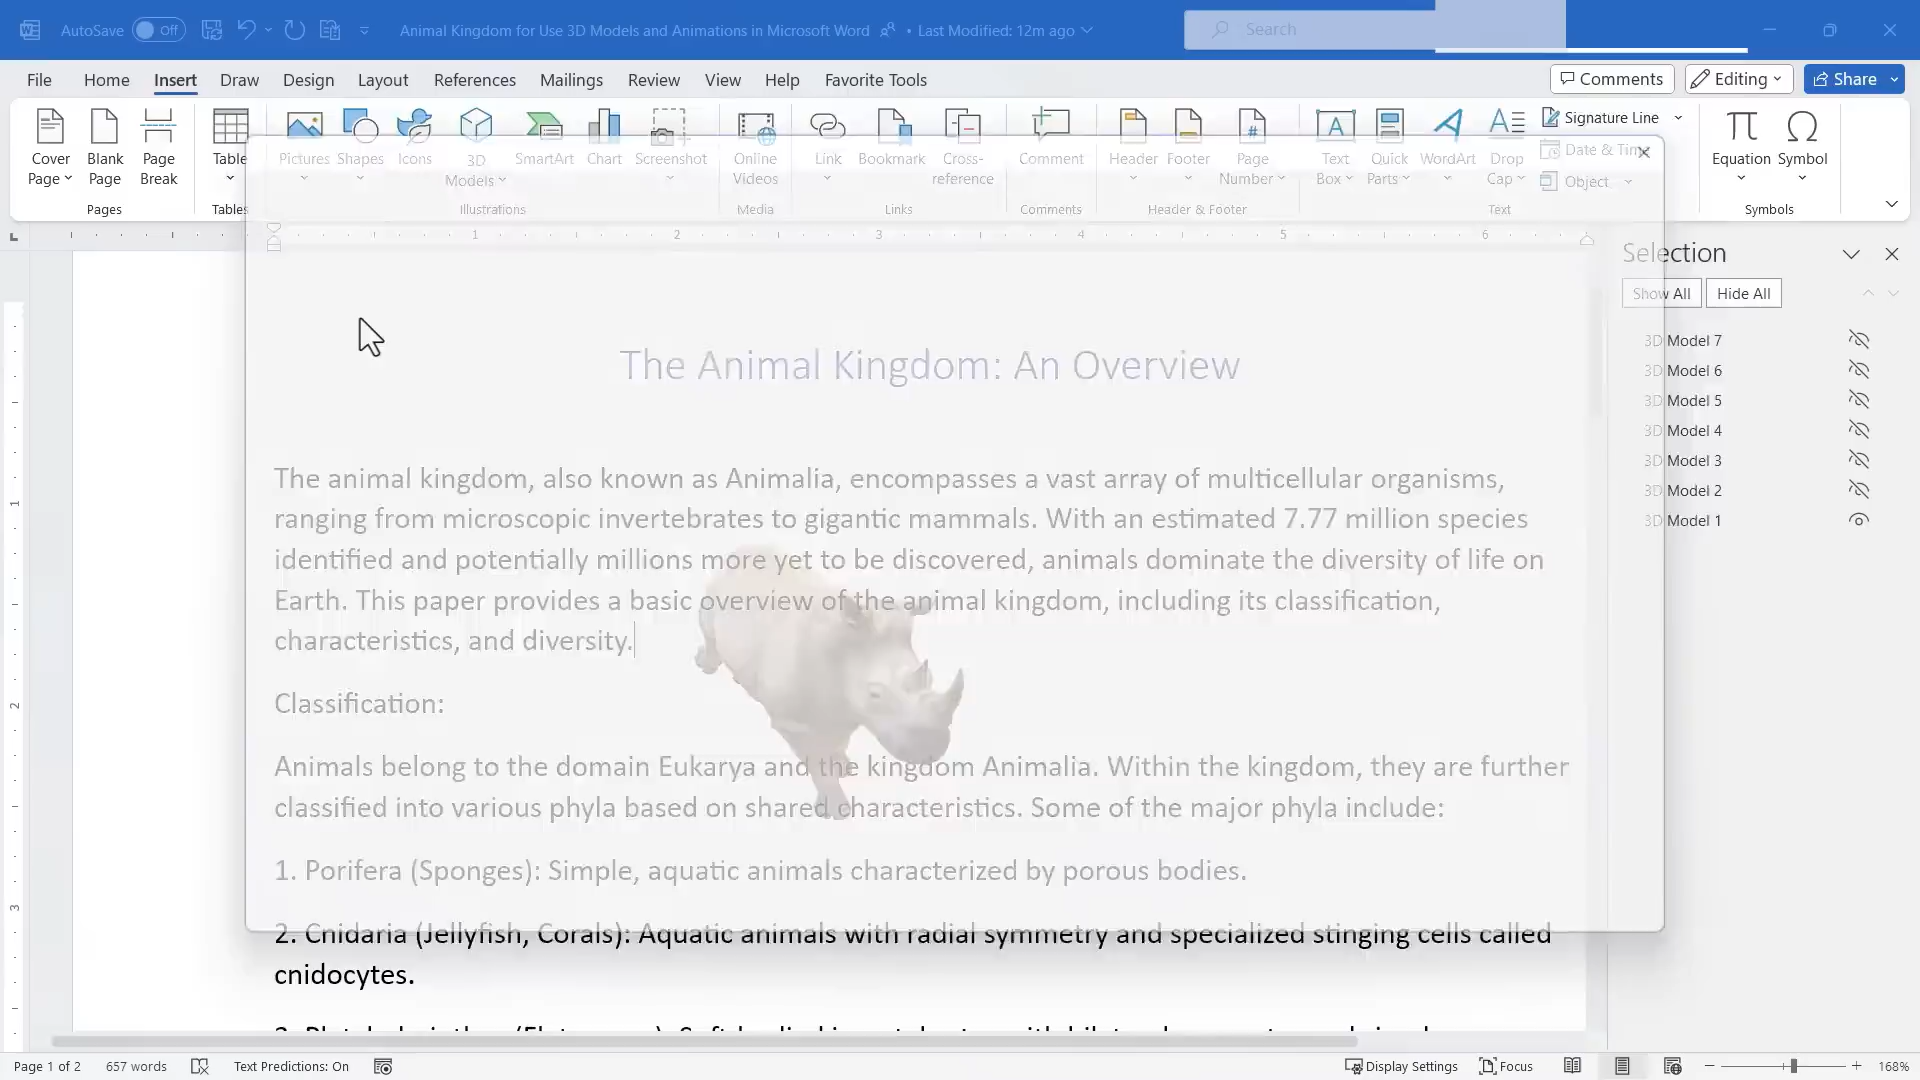 AutoSave Off Animal Kingdom for Use 3D Models and Animations in Microsoft Word • Last Modified: 12m ago Search
File Home Insert Draw Design Layout References Mailings Review View Help Favorite Tools Comments Editing Share
Cover Page
Blank Page
Page Break
Pages
Table
Tables
Pictures
Shapes
Icons
3D Models
SmartArt
Chart
Screenshot
Illustrations
Online Videos
Media
Link
Bookmark
Cross-reference
Links
Comment
Comments
Header
Footer
Page Number
Header & Footer
Text Box
Quick Parts
WordArt
Drop Cap
Signature Line
Date & Time
Object
Text
Equation
Symbol
Symbols
1 2 3 4 5 6
1
2
3
The Animal Kingdom: An Overview
The animal kingdom, also known as Animalia, encompasses a vast array of multicellular organisms,
ranging from microscopic invertebrates to gigantic mammals. With an estimated 7.77 million species
identified and potentially millions more yet to be discovered, animals dominate the diversity of life on
Earth. This paper provides a basic overview of the animal kingdom, including its classification,
characteristics, and diversity.
Classification:
Animals belong to the domain Eukarya and the kingdom Animalia. Within the kingdom, they are further
classified into various phyla based on shared characteristics. Some of the major phyla include:
1. Porifera (Sponges): Simple, aquatic animals characterized by porous bodies.
2. Cnidaria (Jellyfish, Corals): Aquatic animals with radial symmetry and specialized stinging cells called
cnidocytes.
Selection
Show All Hide All
3D Model 7
3D Model 6
3D Model 5
3D Model 4
3D Model 3
3D Model 2
3D Model 1
Page 1 of 2 657 words Text Predictions: On Display Settings Focus 168%